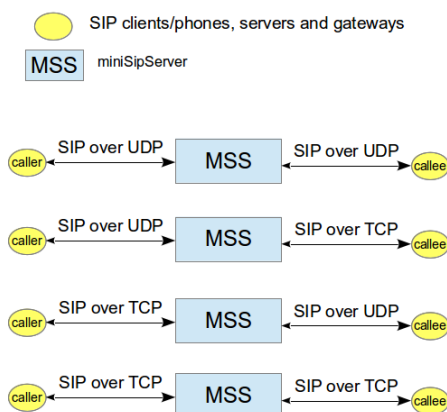 SIP clients/phones, servers and gateways
MSS miniSipServer
caller SIP over UDP MSS SIP over UDP callee
caller SIP over UDP MSS SIP over TCP callee
caller SIP over TCP MSS SIP over UDP callee
caller SIP over TCP MSS SIP over TCP callee